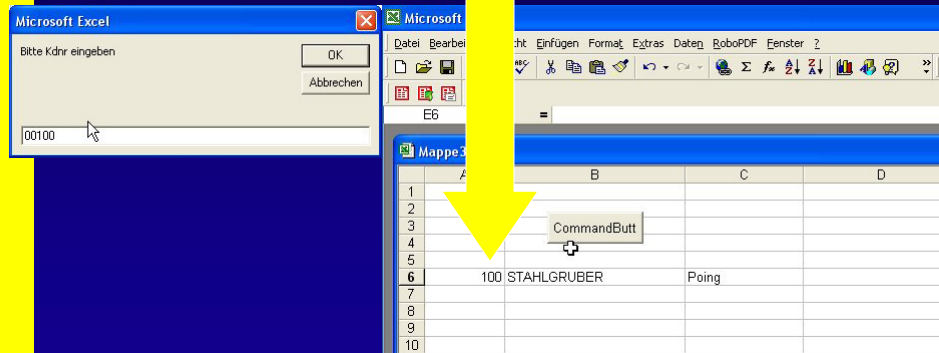 Microsoft Excel
Bitte Kdnr eingeben
OK
Abbrechen
00100
Microsoft
Datei Bearbei cht Einfügen Format Extras Daten RoboPDF Fenster ?
E6 =
Mappe3
A B C D
1
2
3
CommandButt
4
5
6 100 STAHLGRUBER Poing
7
8
9
10